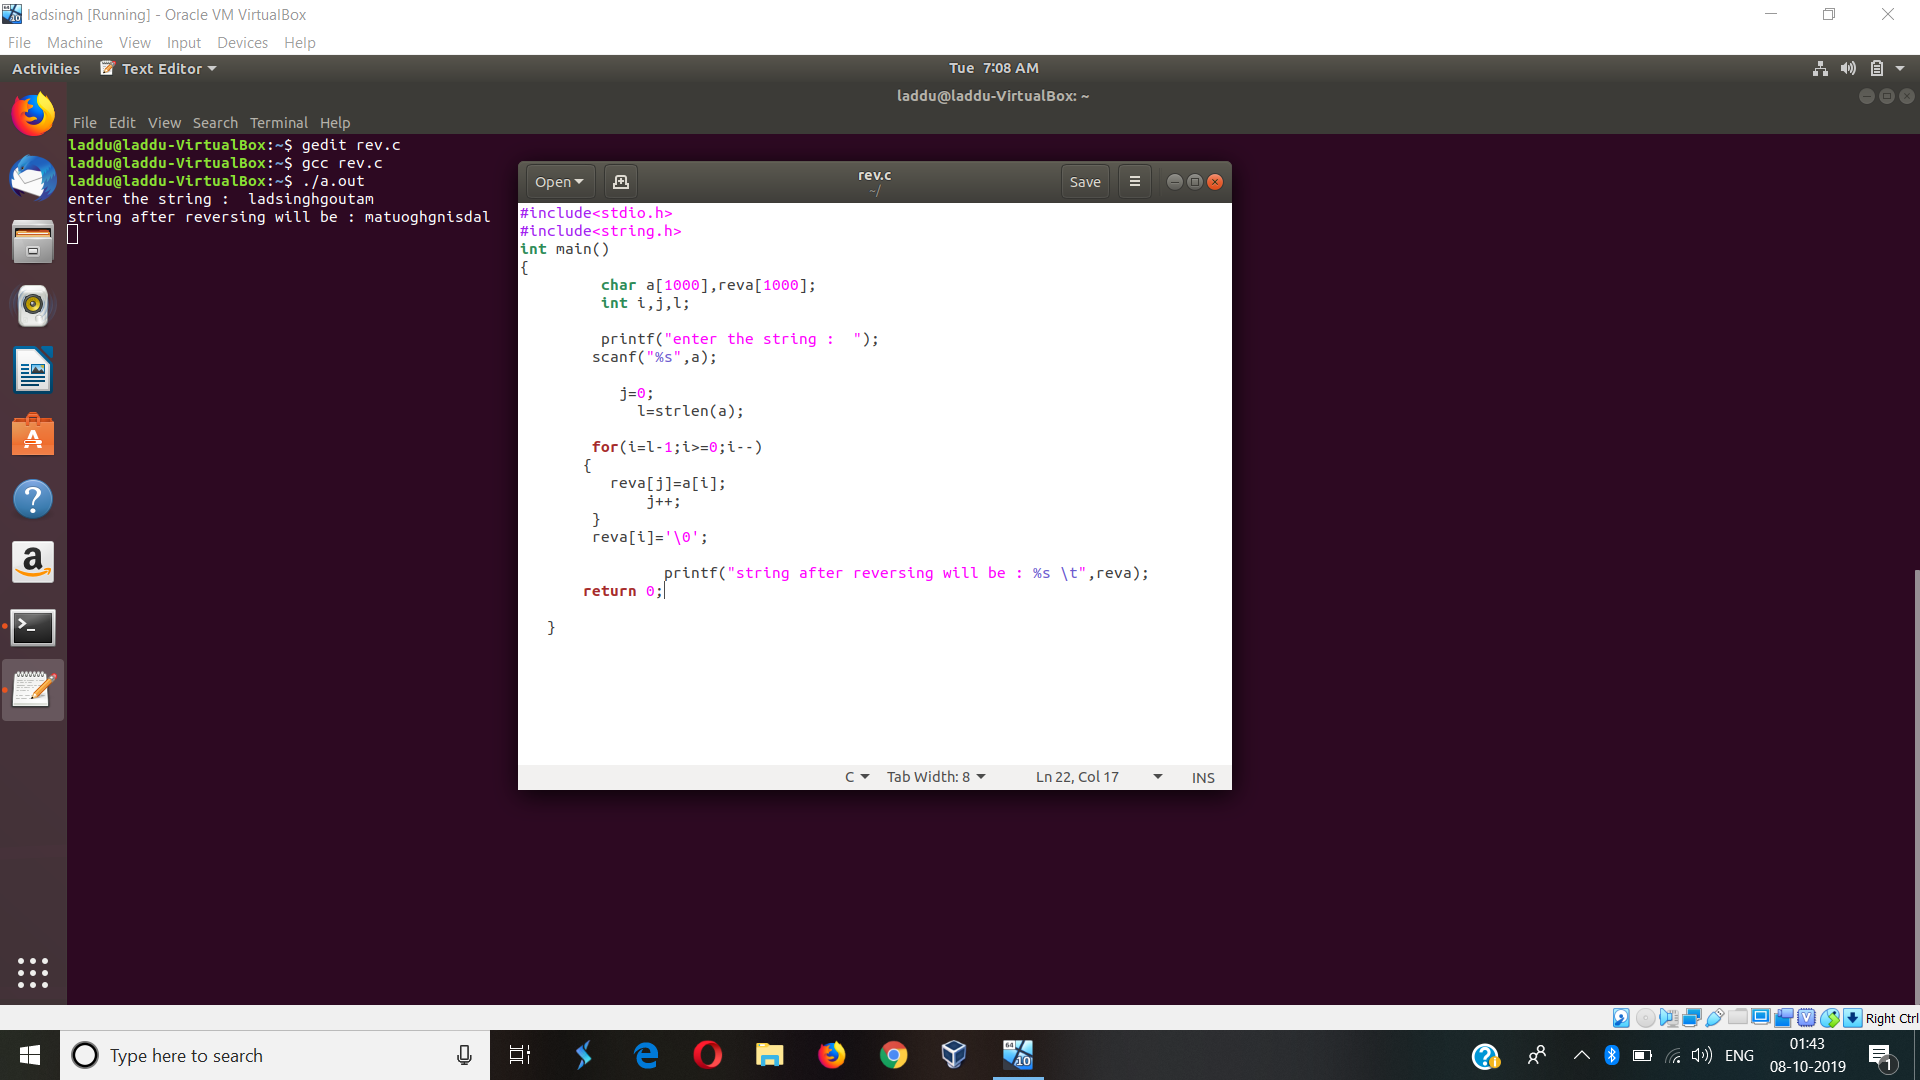 ladsingh [Running] - Oracle VM VirtualBox
File Machine View Input Devices Help
Activities Text Editor Tue 7:08 AM
laddu@laddu-VirtualBox: ~
File Edit View Search Terminal Help
laddu@laddu-VirtualBox:~$ gedit rev.c
laddu@laddu-VirtualBox:~$ gcc rev.c
laddu@laddu-VirtualBox:~$ ./a.out
enter the string :  ladsinghgoutam
string after reversing will be : matuoghgnisdal
Open rev.c Save
~/
#include<stdio.h>
#include<string.h>
int main()
{
char a[1000],reva[1000];
int i,j,l;
printf("enter the string :  ");
scanf("%s",a);
j=0;
l=strlen(a);
for(i=l-1;i>=0;i--)
{
reva[j]=a[i];
j++;
}
reva[i]='\0';
printf("string after reversing will be : %s \t",reva);
return 0;
}
C Tab Width: 8 Ln 22, Col 17 INS
Right Ctrl
Type here to search
ENG
01:43
08-10-2019
1